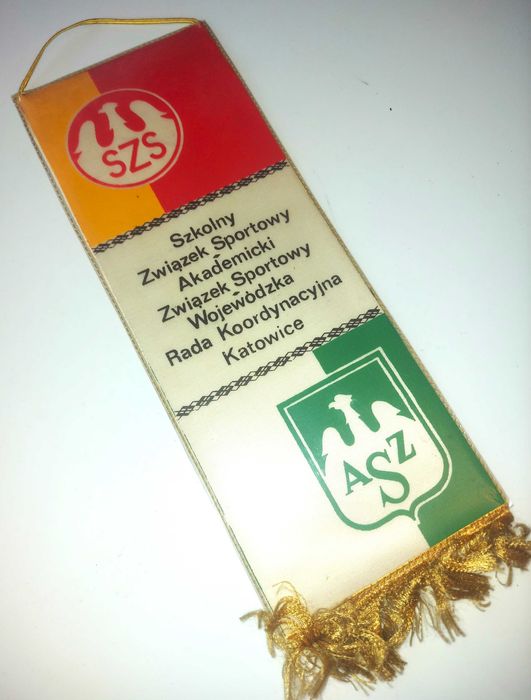 SZS
Szkolny
Związek Sportowy
Akademicki
Związek Sportowy
Wojewódzka
Rada Koordynacyjna
Katowice
ASZ